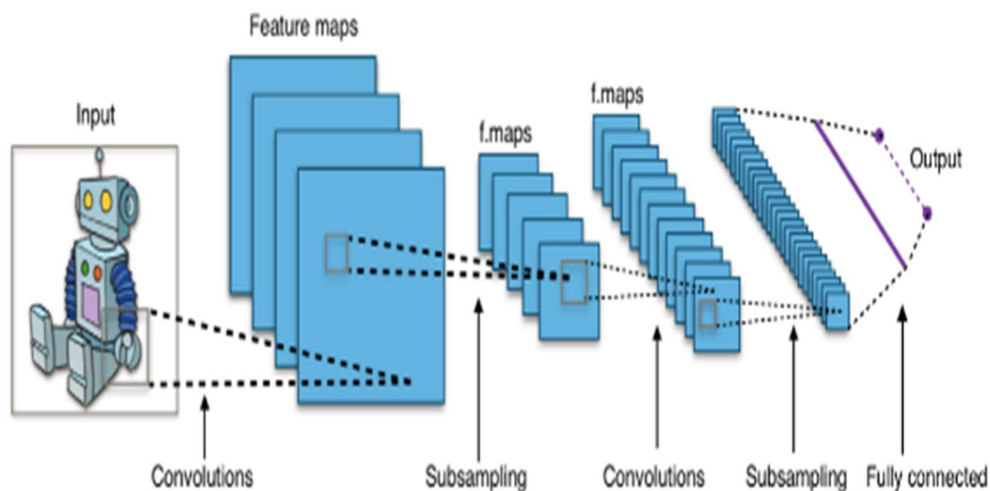 Feature maps
f.maps
Input
f.maps
Output
Convolutions
Subsampling
Convolutions
Subsampling
Fully connected